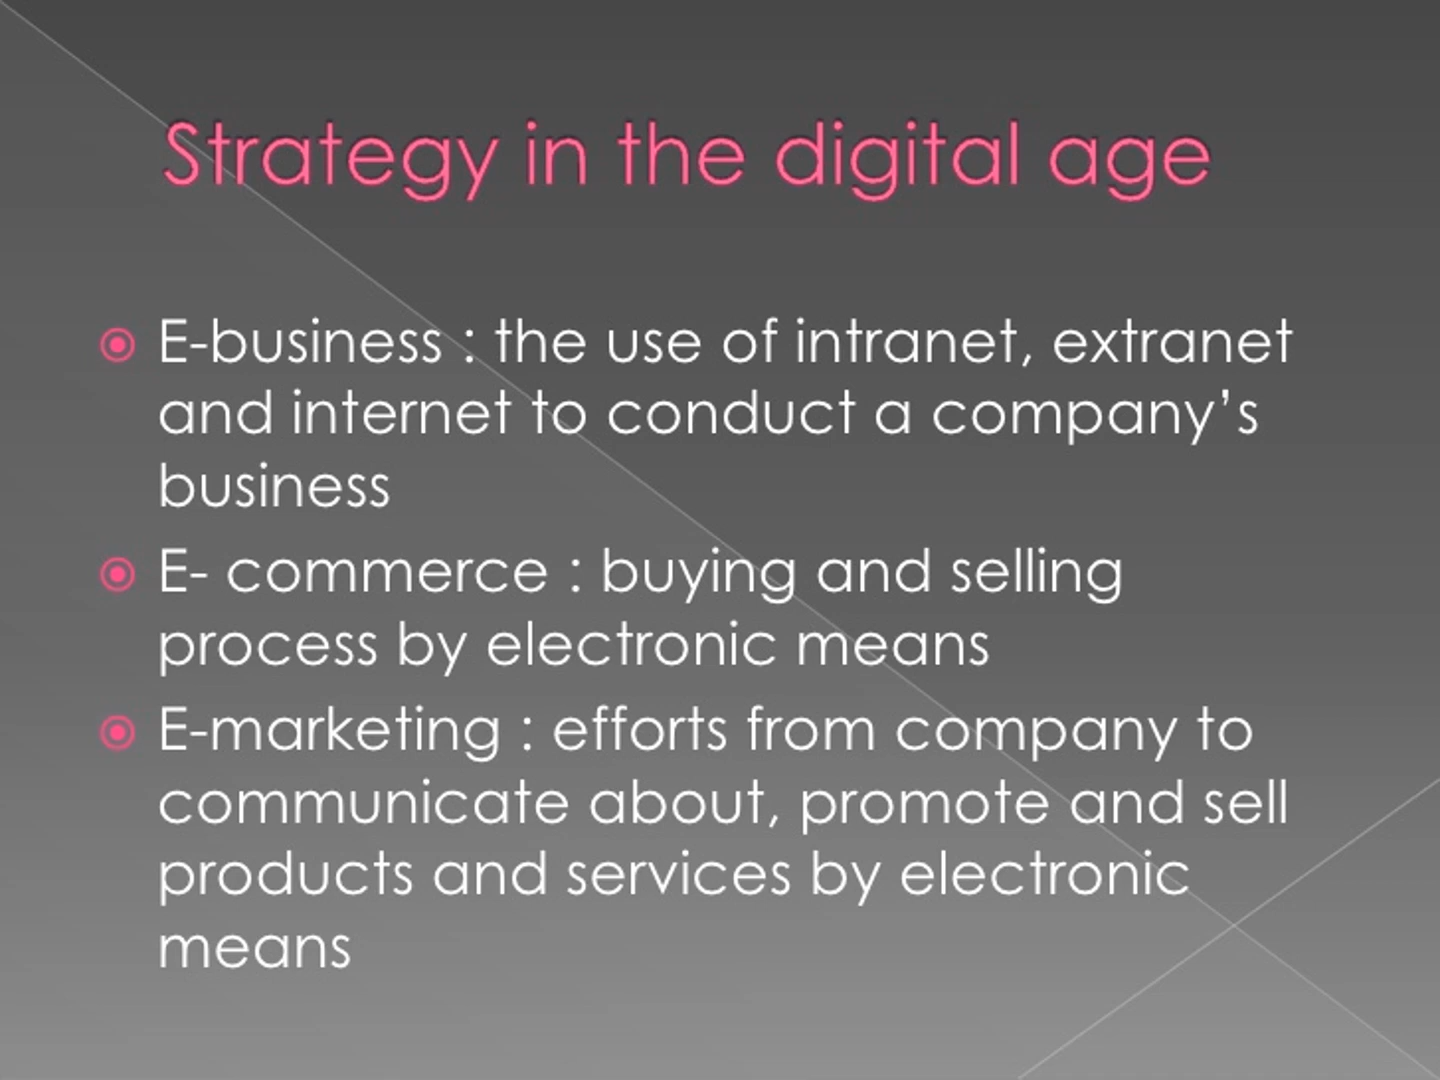 Strategy in the digital age
E-business : the use of intranet, extranet
and internet to conduct a company’s
business
E- commerce : buying and selling
process by electronic means
E-marketing : efforts from company to
communicate about, promote and sell
products and services by electronic
means